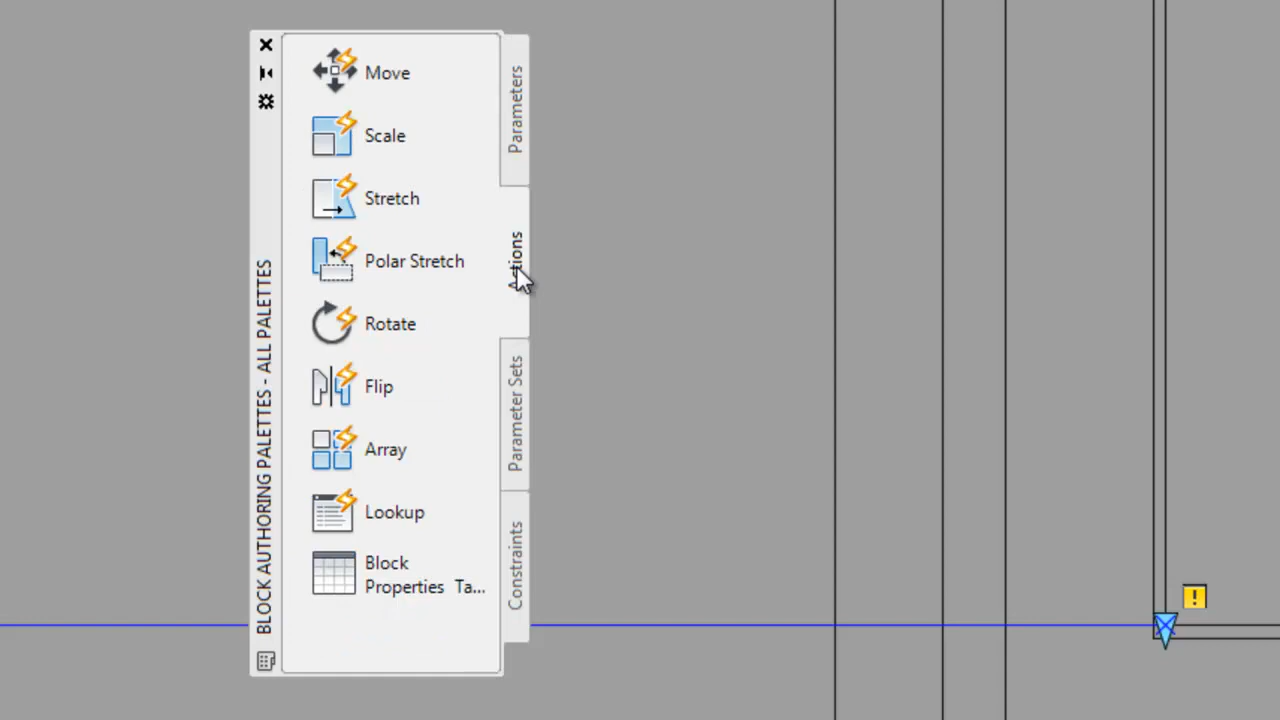 Move
Scale
Stretch
Polar Stretch
Rotate
Flip
Array
Lookup
Block
Properties Ta...
Parameters
Actions
Parameter Sets
Constraints
BLOCK AUTHORING PALETTES - ALL PALETTES
!